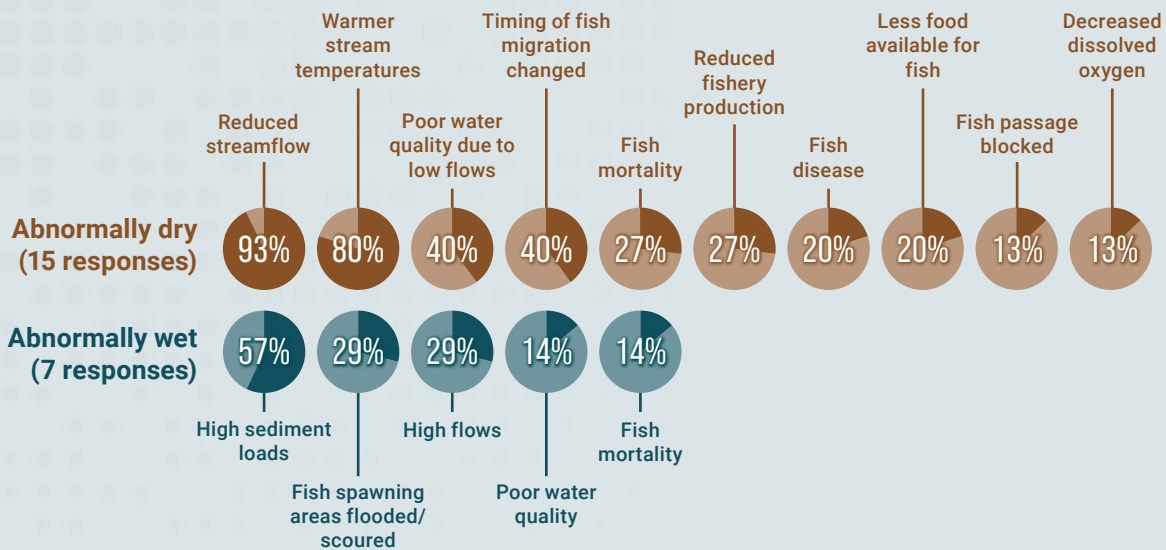 Warmer
stream
temperatures
Timing of fish
migration
changed
Less food
available for
fish
Decreased
dissolved
oxygen
Reduced
fishery
production
Reduced
streamflow
Poor water
quality due to
low flows
Fish
mortality
Fish
disease
Fish passage
blocked
Abnormally dry
(15 responses)
93%
80%
40%
40%
27%
27%
20%
20%
13%
13%
Abnormally wet
(7 responses)
57%
29%
29%
14%
14%
High sediment
loads
High flows
Fish
mortality
Fish spawning
areas flooded/
scoured
Poor water
quality